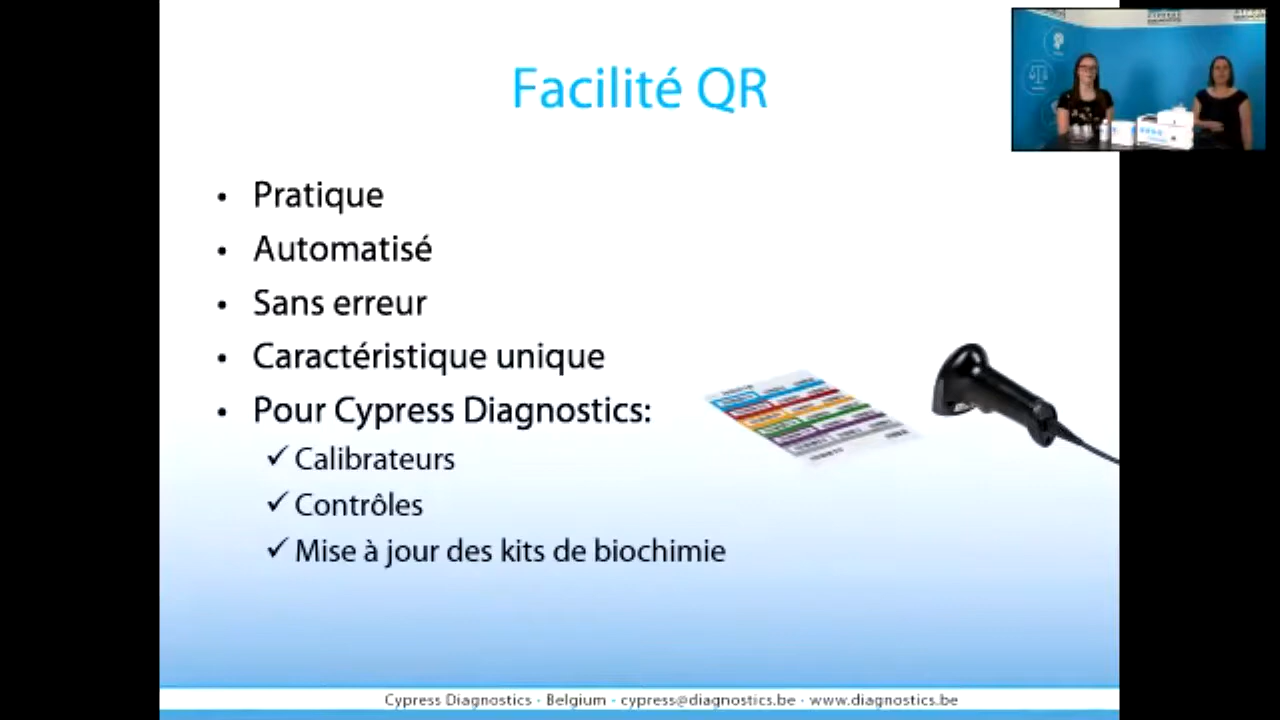 Facilité QR
• Pratique
• Automatisé
• Sans erreur
• Caractéristique unique
• Pour Cypress Diagnostics:
✓ Calibrateurs
✓ Contrôles
✓ Mise à jour des kits de biochimie
Cypress Diagnostics · Belgium - cypress@diagnostics.be · www.diagnostics.be